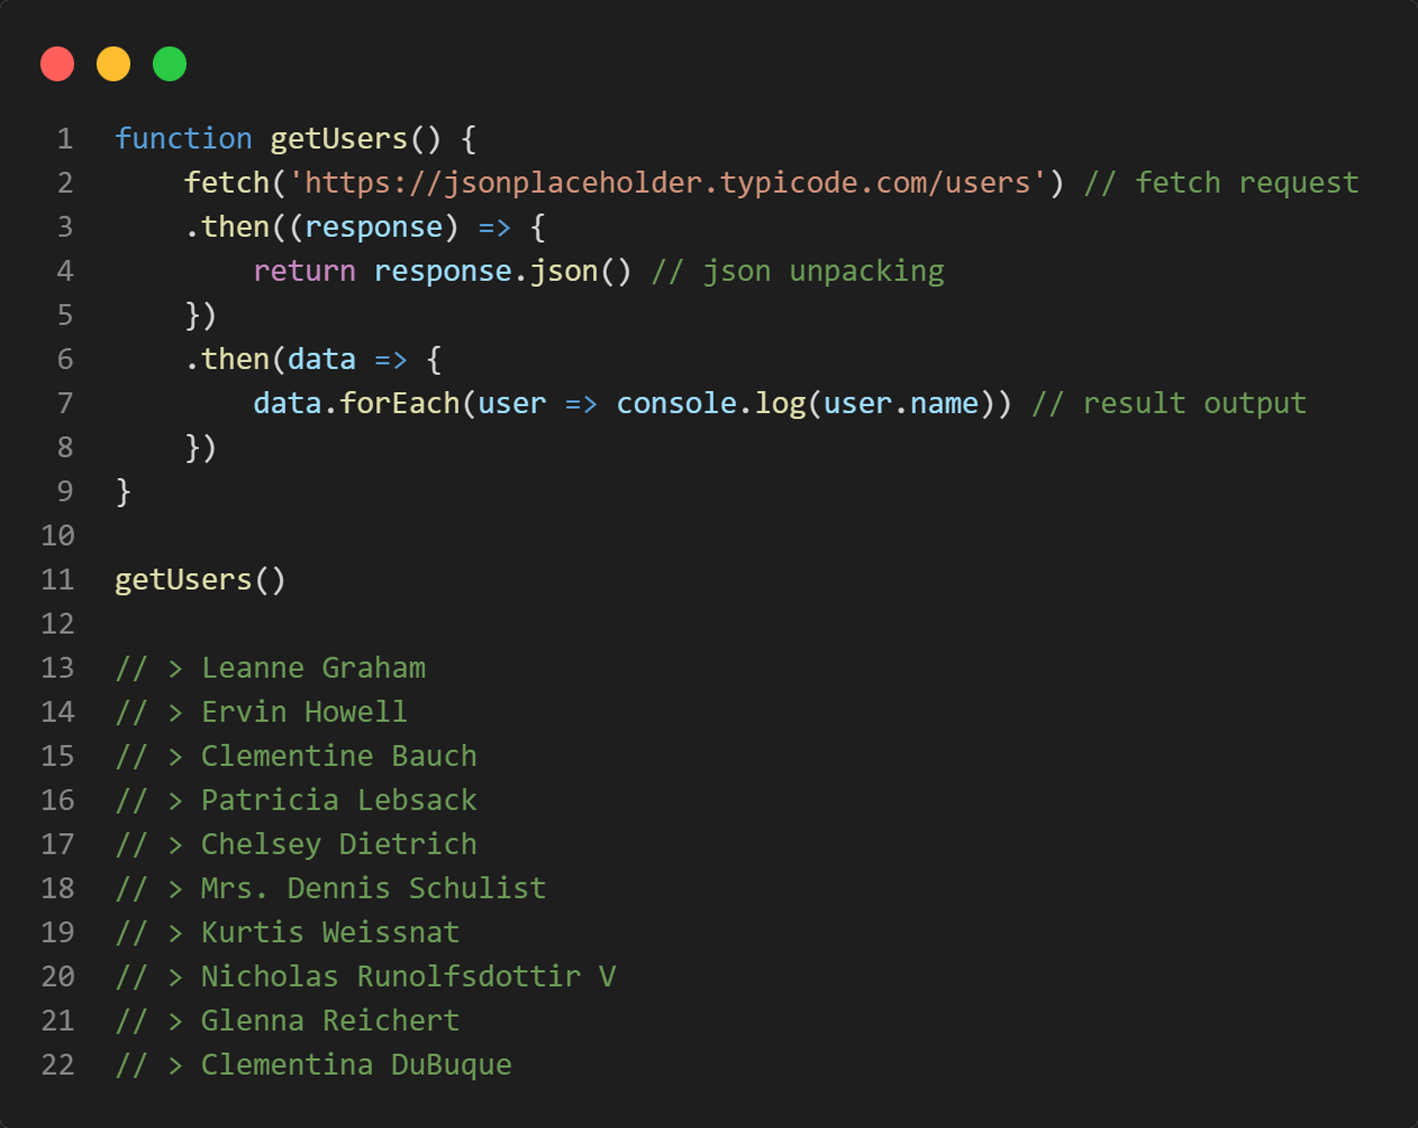 1 function getUsers() {
2     fetch('https://jsonplaceholder.typicode.com/users') // fetch request
3     .then((response) => {
4         return response.json() // json unpacking
5     })
6     .then(data => {
7         data.forEach(user => console.log(user.name)) // result output
8     })
9 }
10
11 getUsers()
12
13 // > Leanne Graham
14 // > Ervin Howell
15 // > Clementine Bauch
16 // > Patricia Lebsack
17 // > Chelsey Dietrich
18 // > Mrs. Dennis Schulist
19 // > Kurtis Weissnat
20 // > Nicholas Runolfsdottir V
21 // > Glenna Reichert
22 // > Clementina DuBuque